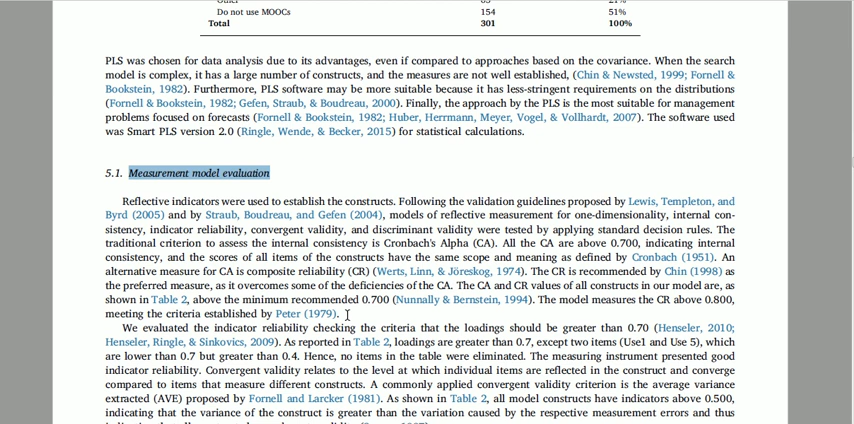 Do not use MOOCs 154 51%
Total 301 100%
PLS was chosen for data analysis due to its advantages, even if compared to approaches based on the covariance. When the search
model is complex, it has a large number of constructs, and the measures are not well established, (Chin & Newsted, 1999; Fornell &
Bookstein, 1982). Furthermore, PLS software may be more suitable because it has less-stringent requirements on the distributions
(Fornell & Bookstein, 1982; Gefen, Straub, & Boudreau, 2000). Finally, the approach by the PLS is the most suitable for management
problems focused on forecasts (Fornell & Bookstein, 1982; Huber, Herrmann, Meyer, Vogel, & Vollhardt, 2007). The software used
was Smart PLS version 2.0 (Ringle, Wende, & Becker, 2015) for statistical calculations.
5.1. Measurement model evaluation
Reflective indicators were used to establish the constructs. Following the validation guidelines proposed by Lewis, Templeton, and
Byrd (2005) and by Straub, Boudreau, and Gefen (2004), models of reflective measurement for one-dimensionality, internal con-
sistency, indicator reliability, convergent validity, and discriminant validity were tested by applying standard decision rules. The
traditional criterion to assess the internal consistency is Cronbach's Alpha (CA). All the CA are above 0.700, indicating internal
consistency, and the scores of all items of the constructs have the same scope and meaning as defined by Cronbach (1951). An
alternative measure for CA is composite reliability (CR) (Werts, Linn, & Jöreskog, 1974). The CR is recommended by Chin (1998) as
the preferred measure, as it overcomes some of the deficiencies of the CA. The CA and CR values of all constructs in our model are, as
shown in Table 2, above the minimum recommended 0.700 (Nunnally & Bernstein, 1994). The model measures the CR above 0.800,
meeting the criteria established by Peter (1979).
We evaluated the indicator reliability checking the criteria that the loadings should be greater than 0.70 (Henseler, 2010;
Henseler, Ringle, & Sinkovics, 2009). As reported in Table 2, loadings are greater than 0.7, except two items (Use1 and Use 5), which
are lower than 0.7 but greater than 0.4. Hence, no items in the table were eliminated. The measuring instrument presented good
indicator reliability. Convergent validity relates to the level at which individual items are reflected in the construct and converge
compared to items that measure different constructs. A commonly applied convergent validity criterion is the average variance
extracted (AVE) proposed by Fornell and Larcker (1981). As shown in Table 2, all model constructs have indicators above 0.500,
indicating that the variance of the construct is greater than the variation caused by the respective measurement errors and thus